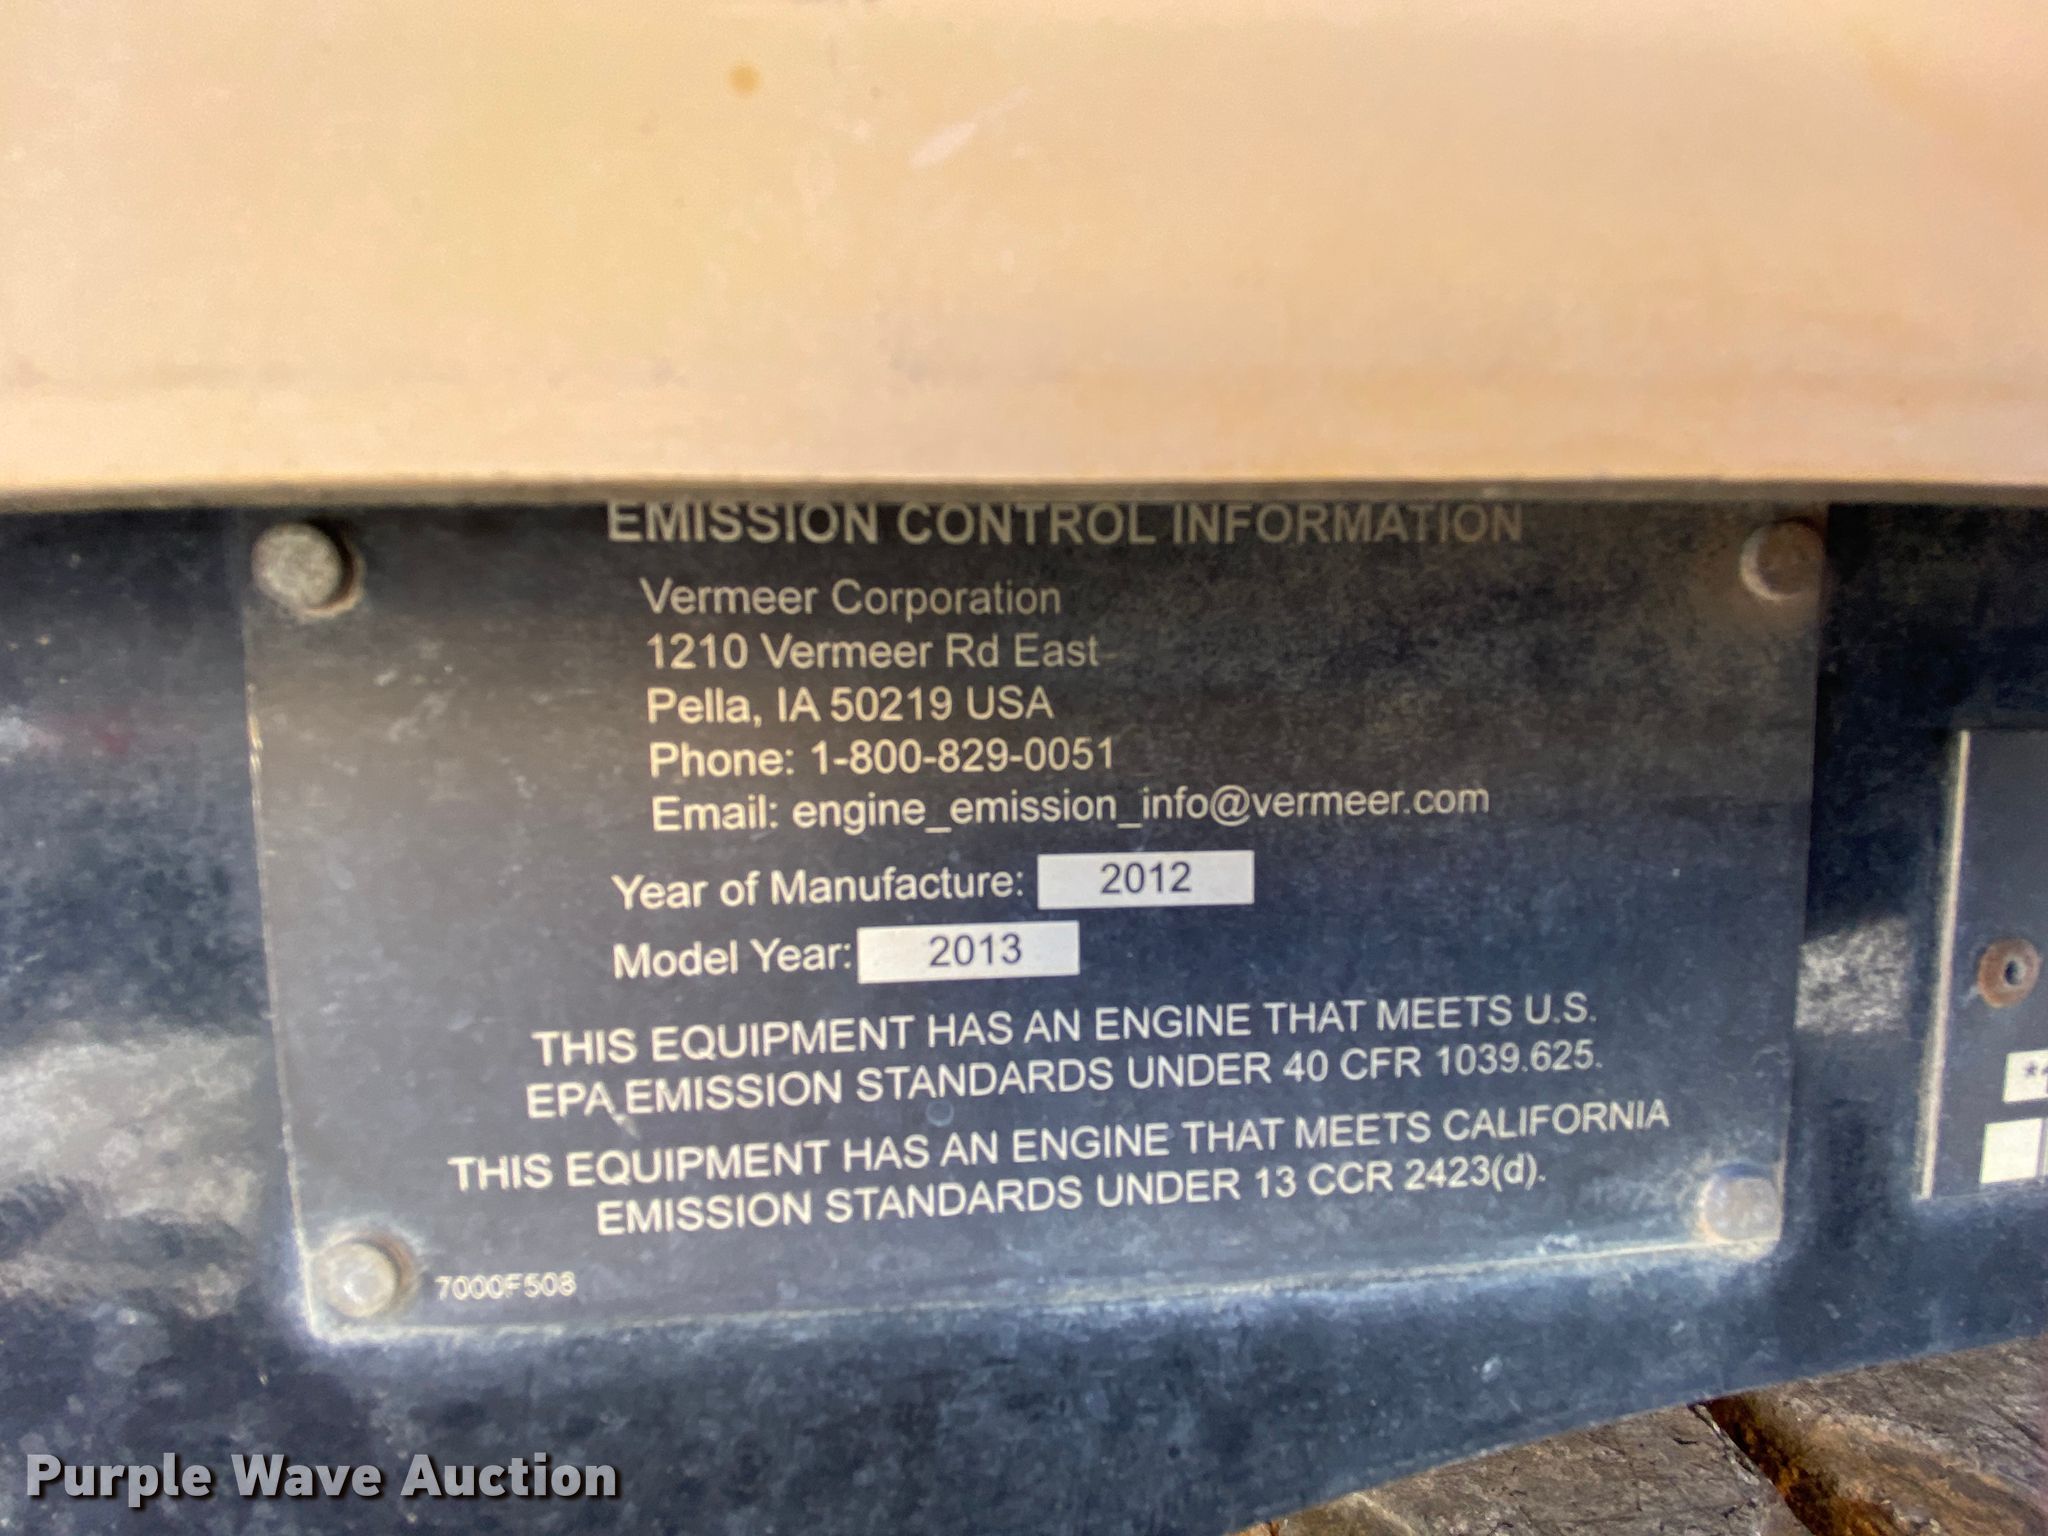 EMISSION CONTROL INFORMATION
Vermeer Corporation
1210 Vermeer Rd East
Pella, IA 50219 USA
Phone: 1-800-829-0051
Email: engine_emission_info@vermeer.com
Year of Manufacture: 2012
Model Year: 2013
THIS EQUIPMENT HAS AN ENGINE THAT MEETS U.S.
EPA EMISSION STANDARDS UNDER 40 CFR 1039.625.
THIS EQUIPMENT HAS AN ENGINE THAT MEETS CALIFORNIA
EMISSION STANDARDS UNDER 13 CCR 2423(d).
7000F508
Purple Wave Auction